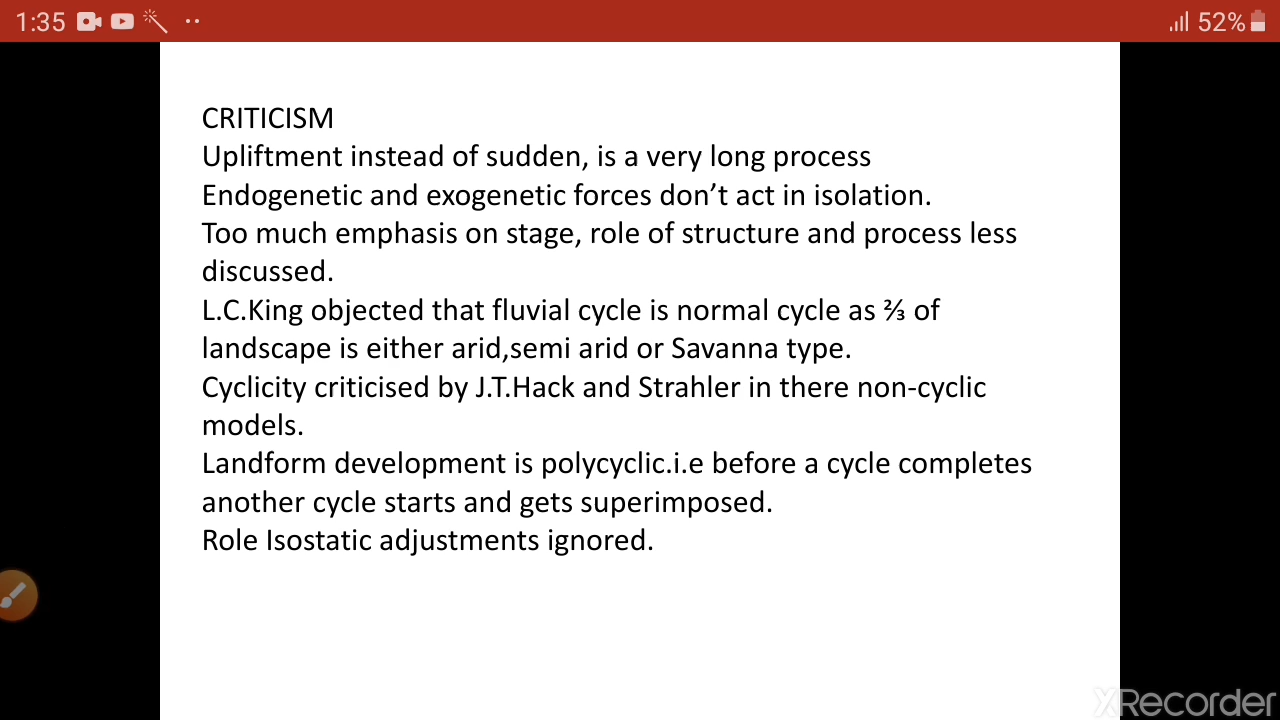 1:35
52%
CRITICISM
Upliftment instead of sudden, is a very long process
Endogenetic and exogenetic forces don’t act in isolation.
Too much emphasis on stage, role of structure and process less
discussed.
L.C.King objected that fluvial cycle is normal cycle as ⅔ of
landscape is either arid,semi arid or Savanna type.
Cyclicity criticised by J.T.Hack and Strahler in there non-cyclic
models.
Landform development is polycyclic.i.e before a cycle completes
another cycle starts and gets superimposed.
Role Isostatic adjustments ignored.
XRecorder